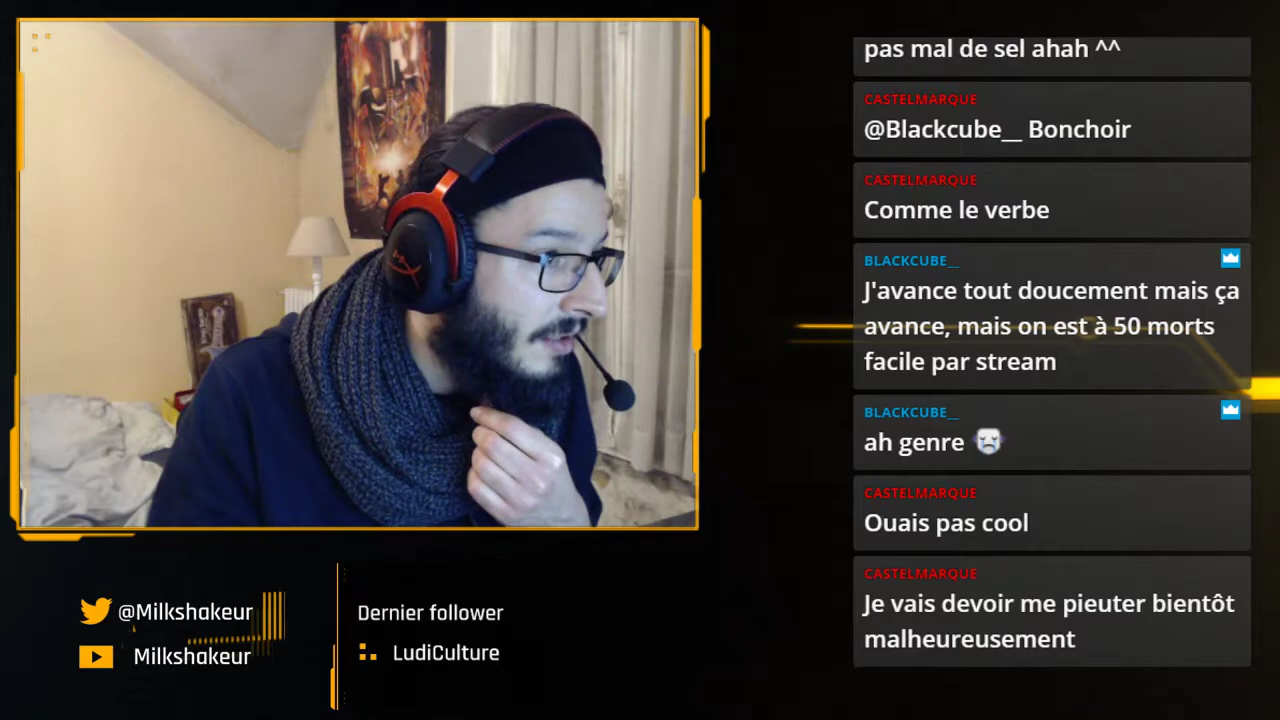 pas mal de sel ahah ^^
CASTELMARQUE
@Blackcube__ Bonchoir
CASTELMARQUE
Comme le verbe
BLACKCUBE__
J'avance tout doucement mais ça
avance, mais on est à 50 morts
facile par stream
BLACKCUBE__
ah genre
CASTELMARQUE
Ouais pas cool
CASTELMARQUE
Je vais devoir me pieuter bientôt
malheureusement
@Milkshakeur
Milkshakeur
Dernier follower
LudiCulture